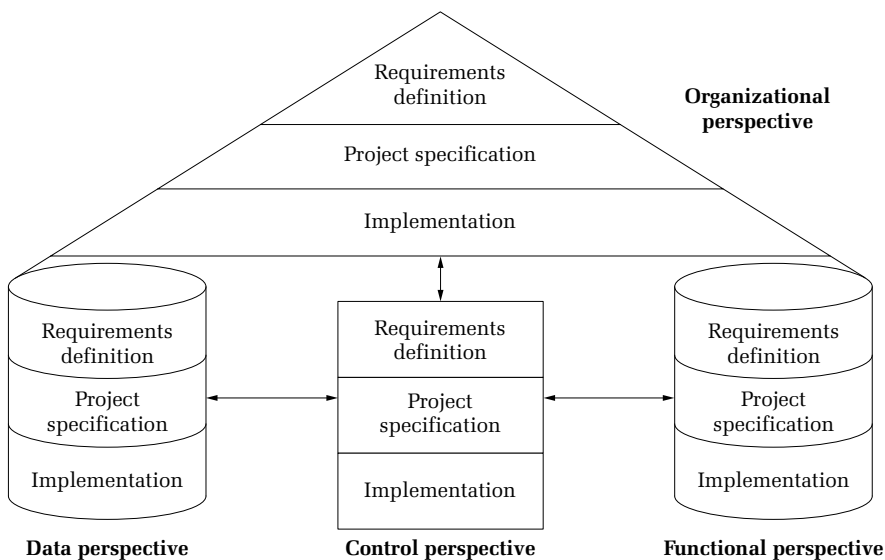 Requirements
definition
Organizational
perspective
Project specification
Implementation
Requirements
definition
Project
specification
Implementation
Data perspective
Requirements
definition
Project
specification
Implementation
Control perspective
Requirements
definition
Project
specification
Implementation
Functional perspective